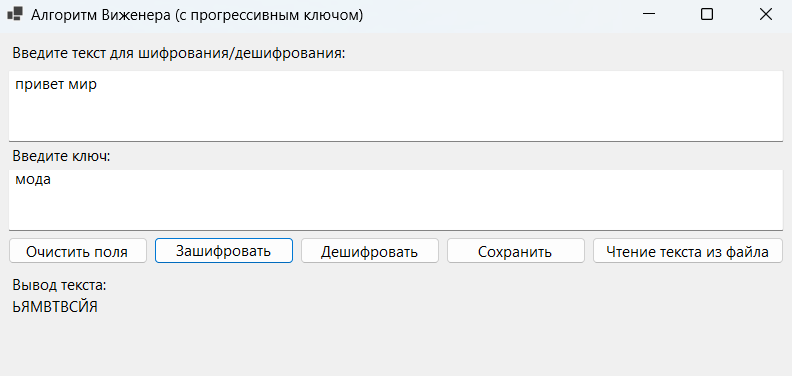 Алгоритм Виженера (с прогрессивным ключом)
Введите текст для шифрования/дешифрования:
привет мир
Введите ключ:
мода
Очистить поля Зашифровать Дешифровать Сохранить Чтение текста из файла
Вывод текста:
ЬЯМВТВСЙЯ